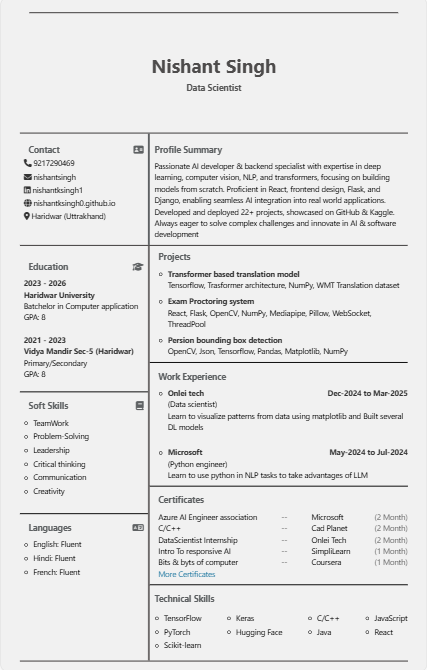 Nishant Singh
Data Scientist
Contact
9217290469
nishantsingh
nishantksingh1
nishantksingh0.github.io
Haridwar (Uttrakhand)
Education
2023 - 2026
Haridwar University
Batchelor in Computer application
GPA: 8
2021 - 2023
Vidya Mandir Sec-5 (Haridwar)
Primary/Secondary
GPA: 8
Soft Skills
TeamWork
Problem-Solving
Leadership
Critical thinking
Communication
Creativity
Languages
English: Fluent
Hindi: Fluent
French: Fluent
Profile Summary
Passionate AI developer & backend specialist with expertise in deep
learning, computer vision, NLP, and transformers, focusing on building
models from scratch. Proficient in React, frontend design, Flask, and
Django, enabling seamless AI integration into real world applications.
Developed and deployed 22+ projects, showcased on GitHub & Kaggle.
Always eager to solve complex challenges and innovate in AI & software
development
Projects
Transformer based translation model
Tensorflow, Trasformer architecture, NumPy, WMT Translation dataset
Exam Proctoring system
React, Flask, OpenCV, NumPy, Mediapipe, Pillow, WebSocket,
ThreadPool
Persion bounding box detection
OpenCV, Json, Tensorflow, Pandas, Matplotlib, NumPy
Work Experience
Onlei tech Dec-2024 to Mar-2025
(Data scientist)
Learn to visualize patterns from data using matplotlib and Built several
DL models
Microsoft May-2024 to Jul-2024
(Python engineer)
Learn to use python in NLP tasks to take advantages of LLM
Certificates
Azure AI Engineer association -- Microsoft (2 Month)
C/C++ -- Cad Planet (2 Month)
DataScientist Internship -- Onlei Tech (2 Month)
Intro To responsive AI -- SimpliLearn (1 Month)
Bits & byts of computer -- Coursera (1 Month)
More Certificates
Technical Skills
TensorFlow Keras C/C++ JavaScript
PyTorch Hugging Face Java React
Scikit-learn